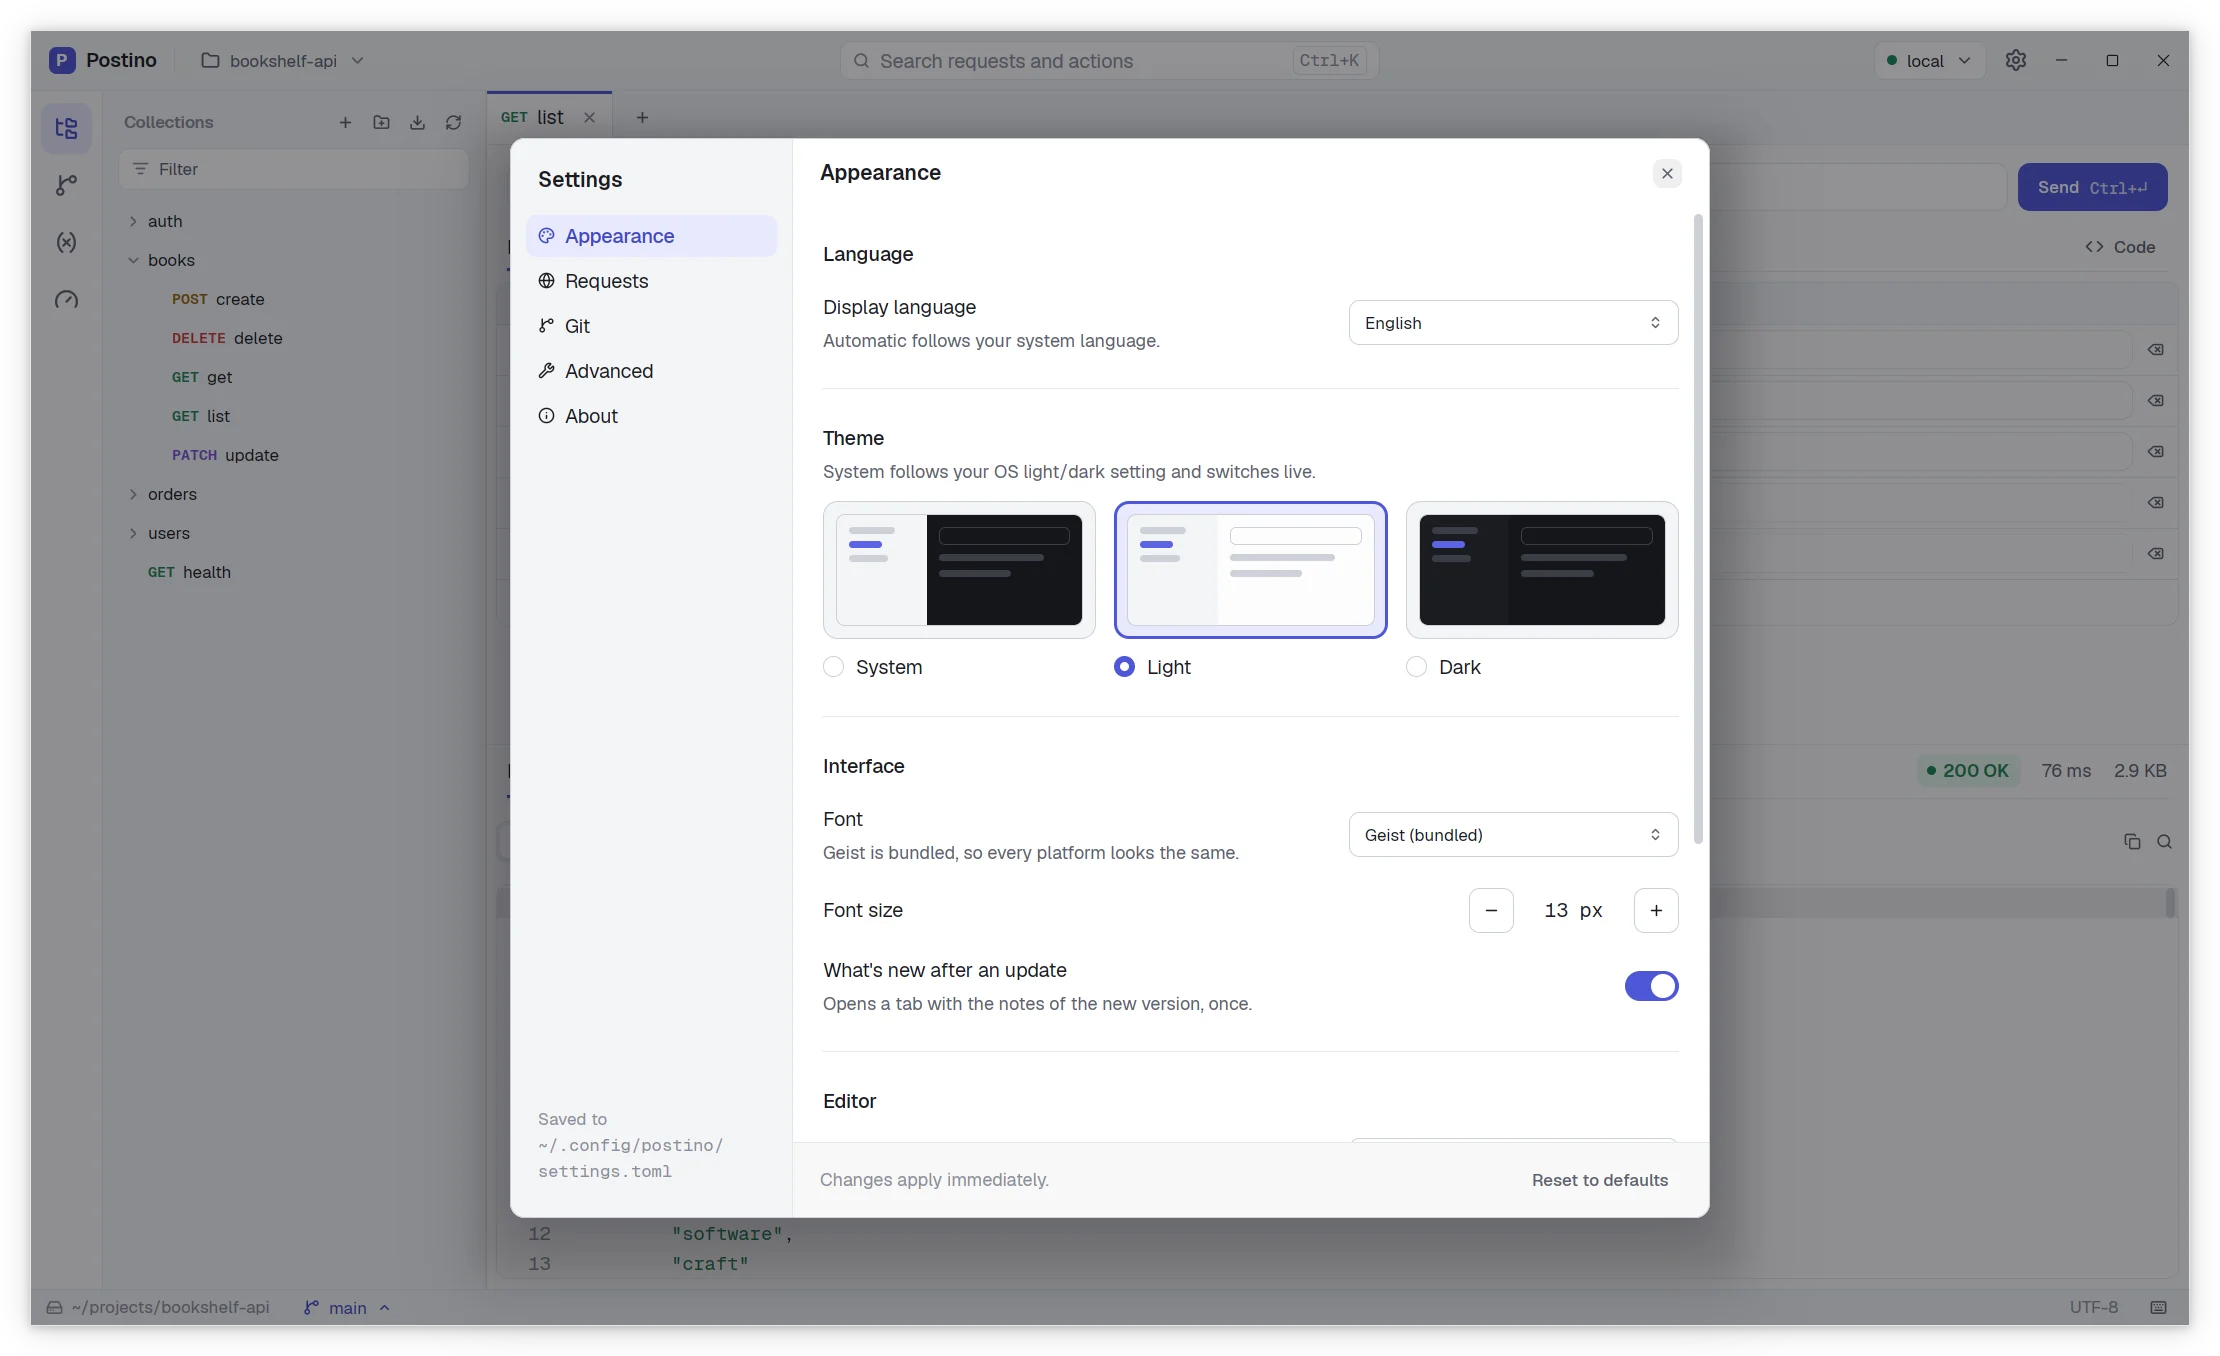 P Postino
bookshelf-api
Search requests and actions Ctrl+K
local
Collections
GET list
Filter
Send Ctrl+↵
Code
auth
books
POST create
DELETE delete
GET get
GET list
PATCH update
orders
users
GET health
Settings
Appearance
Requests
Git
Advanced
About
Saved to
~/.config/postino/
settings.toml
Appearance
Language
Display language
Automatic follows your system language.
English
Theme
System follows your OS light/dark setting and switches live.
System
Light
Dark
Interface
Font
Geist is bundled, so every platform looks the same.
Geist (bundled)
Font size
13 px
What's new after an update
Opens a tab with the notes of the new version, once.
Editor
Changes apply immediately.
Reset to defaults
200 OK 76 ms 2.9 KB
12 "software",
13 "craft"
~/projects/bookshelf-api
main
UTF-8